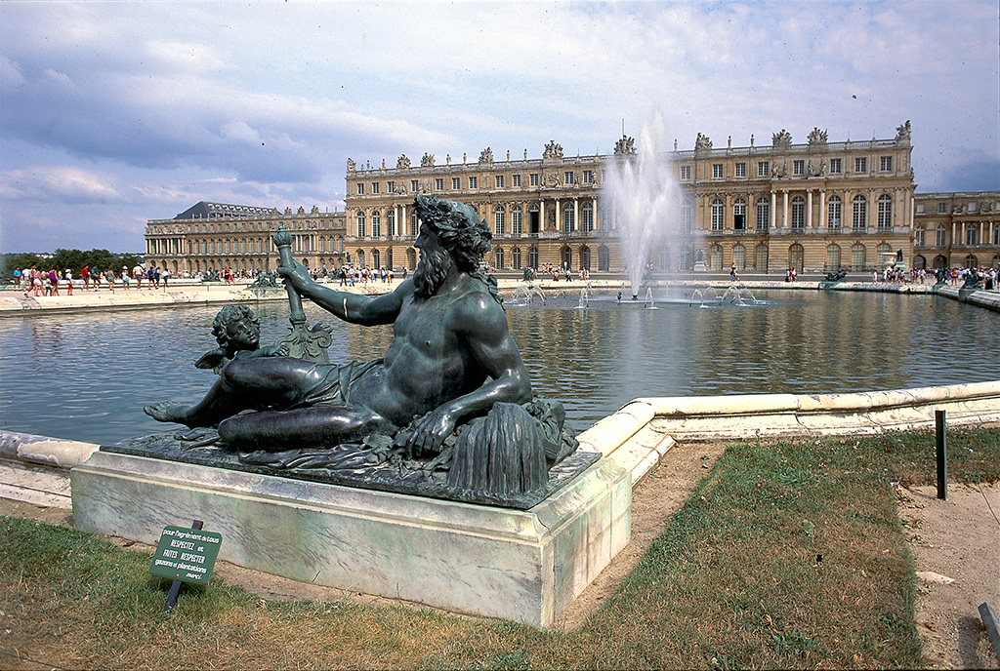 pour l'agrément de tous
RESPECTEZ et
FAITES RESPECTER
gazons et plantations
merci